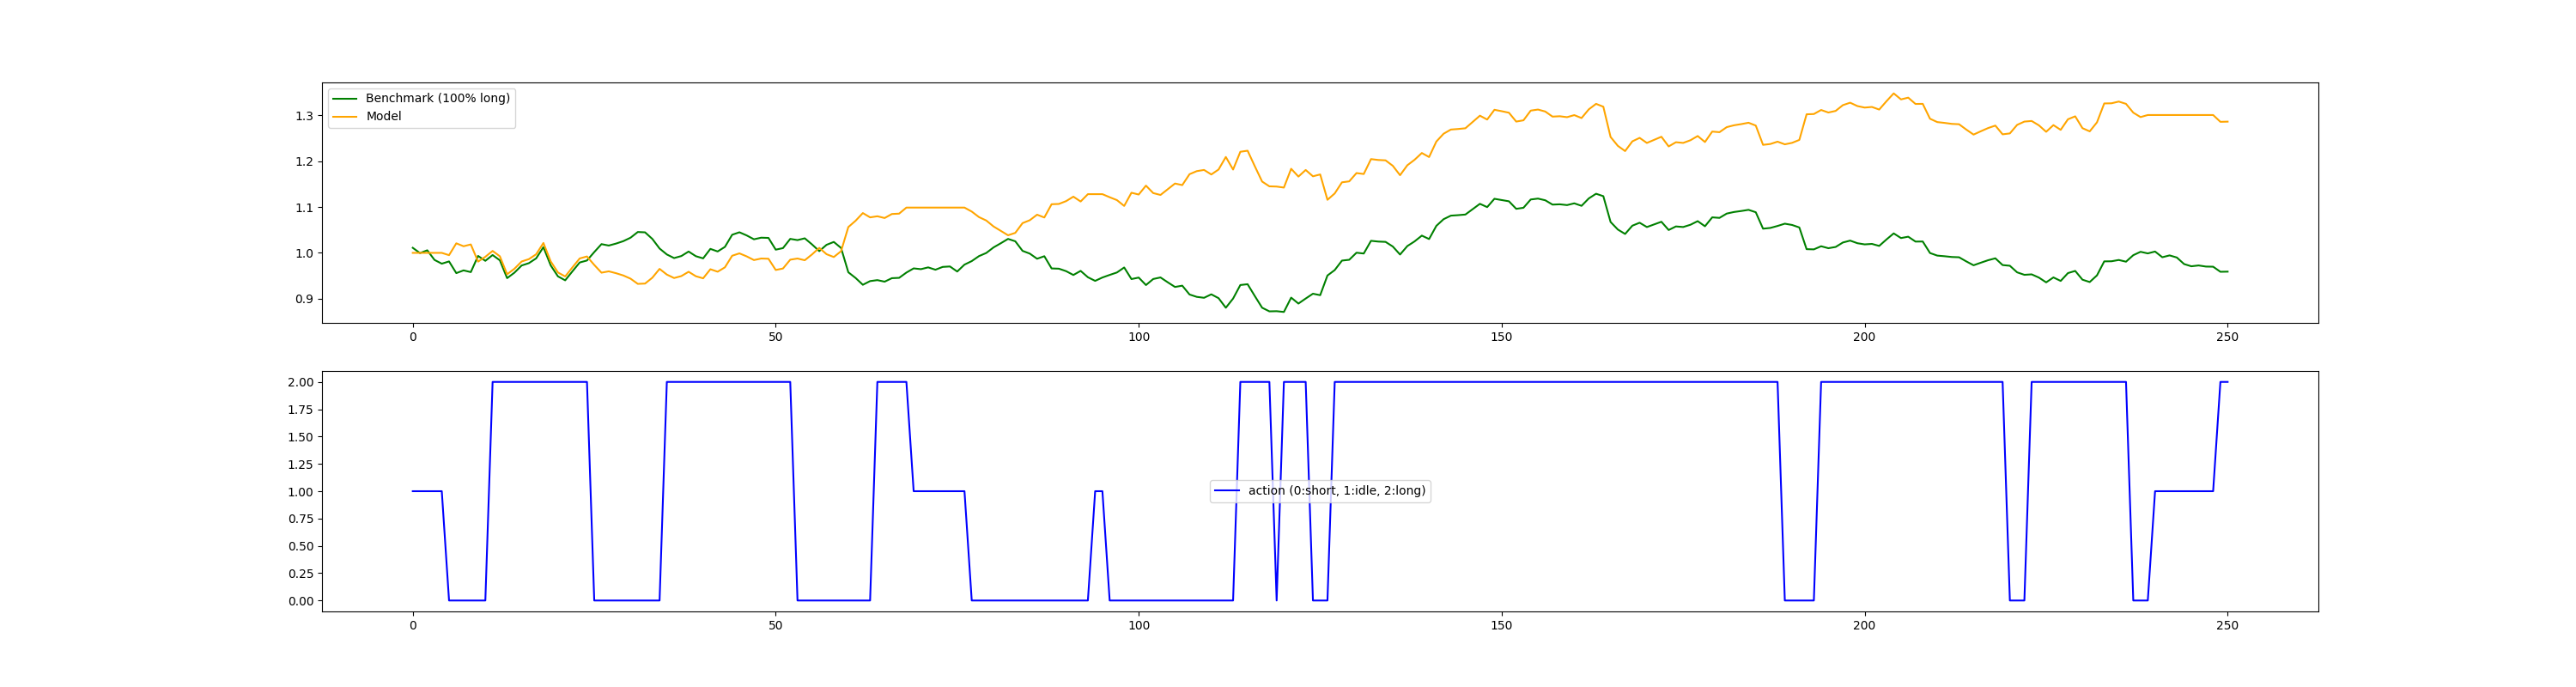 Benchmark (100% long)
Model
1.3
1.2
1.1
1.0
0.9
0 50 100 150 200 250
2.00
1.75
1.50
1.25
1.00
0.75
0.50
0.25
0.00
action (0:short, 1:idle, 2:long)
0 50 100 150 200 250